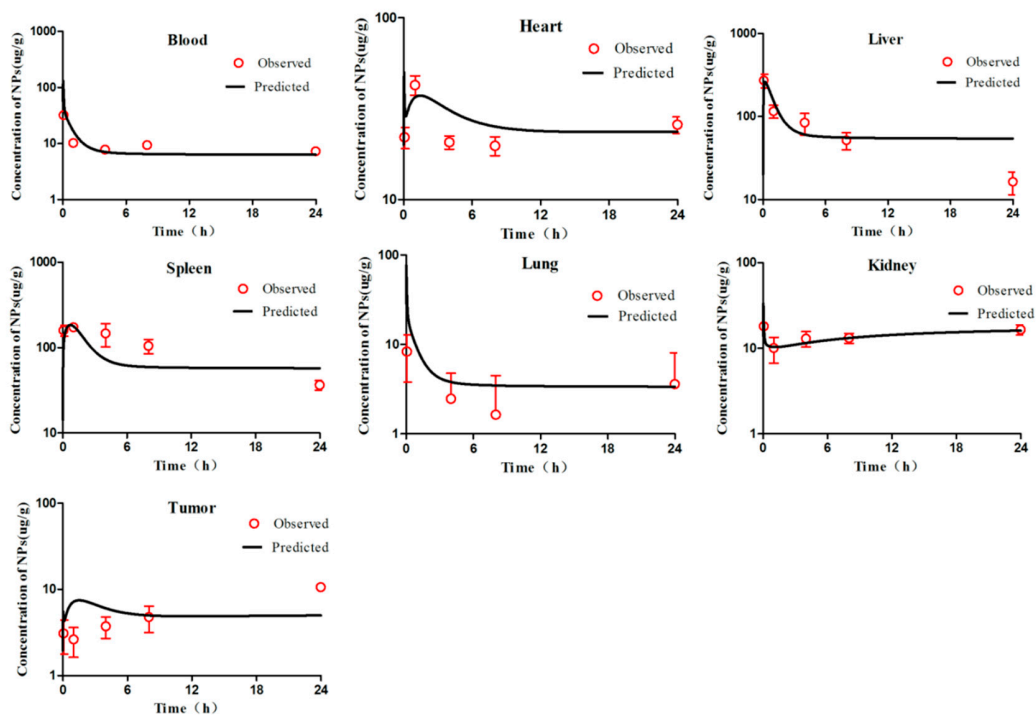 Blood
Concentration of NPs(ug/g)
1000
100
10
1
0
6
12
18
24
Time（h）
Observed
Predicted
Heart
Concentration of NPs(ug/g)
100
10
0
6
12
18
24
Time（h）
Observed
Predicted
Liver
Concentration of NPs(ug/g)
1000
100
10
0
6
12
18
24
Time（h）
Observed
Predicted
Spleen
Concentration of NPs(ug/g)
1000
100
10
0
6
12
18
24
Time（h）
Observed
Predicted
Lung
Concentration of NPs(ug/g)
100
10
1
0
6
12
18
24
Time（h）
Observed
Predicted
Kidney
Concentration of NPs(ug/g)
100
10
1
0
6
12
18
24
Time（h）
Observed
Predicted
Tumor
Concentration of NPs(ug/g)
100
10
1
0
6
12
18
24
Time（h）
Observed
Predicted